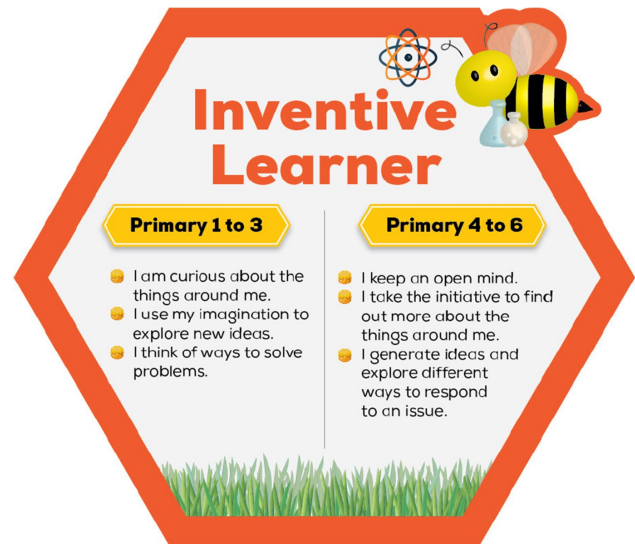 Inventive
Learner
Primary 1 to 3
I am curious about the
things around me.
I use my imagination to
explore new ideas.
I think of ways to solve
problems.
Primary 4 to 6
I keep an open mind.
I take the initiative to find
out more about the
things around me.
I generate ideas and
explore different
ways to respond
to an issue.